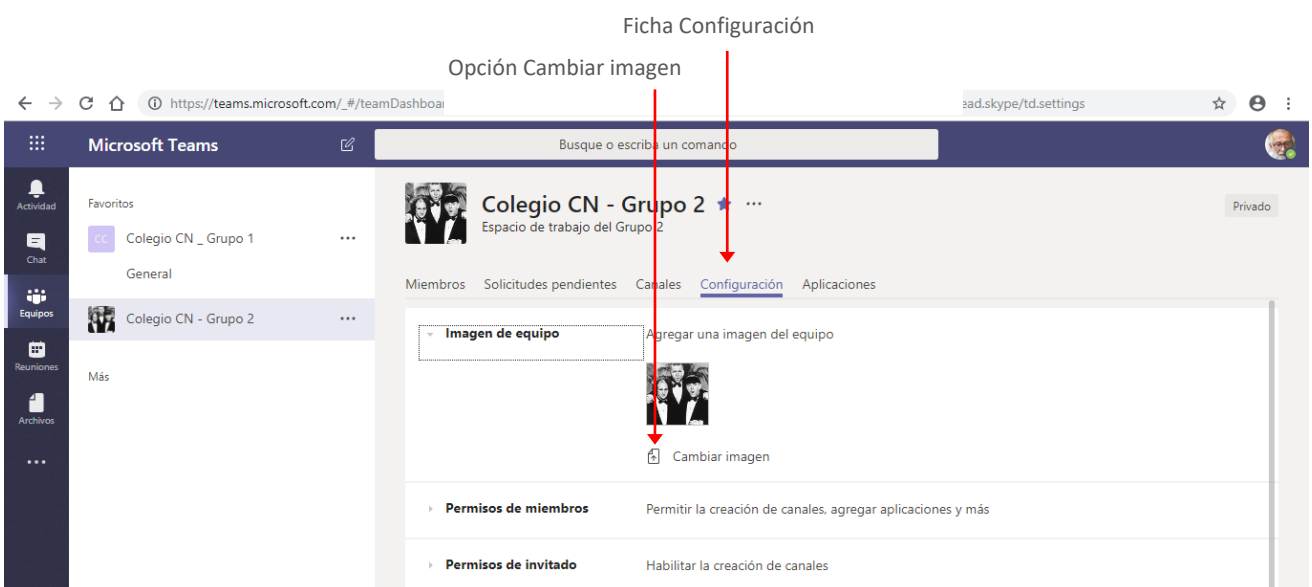 Ficha Configuración
Opción Cambiar imagen
https://teams.microsoft.com/_#/teamDashboar ead.skype/td.settings
Microsoft Teams
Busque o escriba un comando
Actividad
Chat
Equipos
Reuniones
Archivos
Favoritos
CC Colegio CN _ Grupo 1
General
Colegio CN - Grupo 2
Más
Colegio CN - Grupo 2
Espacio de trabajo del Grupo 2
Privado
Miembros Solicitudes pendientes Canales Configuración Aplicaciones
Imagen de equipo Agregar una imagen del equipo
Cambiar imagen
Permisos de miembros Permitir la creación de canales, agregar aplicaciones y más
Permisos de invitado Habilitar la creación de canales